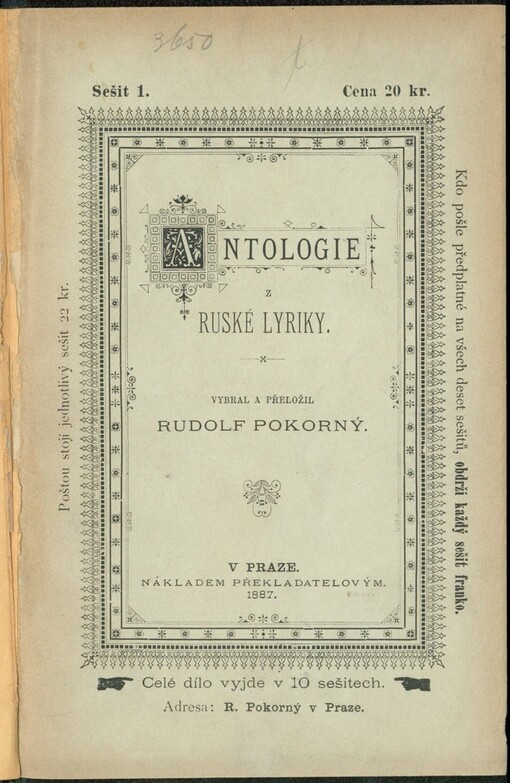 3650
Sešit 1.
Cena 20 kr.
ANTOLOGIE
Z
RUSKÉ LYRIKY.
VYBRAL A PŘELOŽIL
RUDOLF POKORNÝ.
V PRAZE.
NÁKLADEM PŘEKLADATELOVÝM.
1887.
Poštou stojí jednotlivý sešit 22 kr.
Kdo pošle předplatné na všech deset sešitů, obdrží každý sešit franko.
Celé dílo vyjde v 10 sešitech.
Adresa: R. Pokorný v Praze.